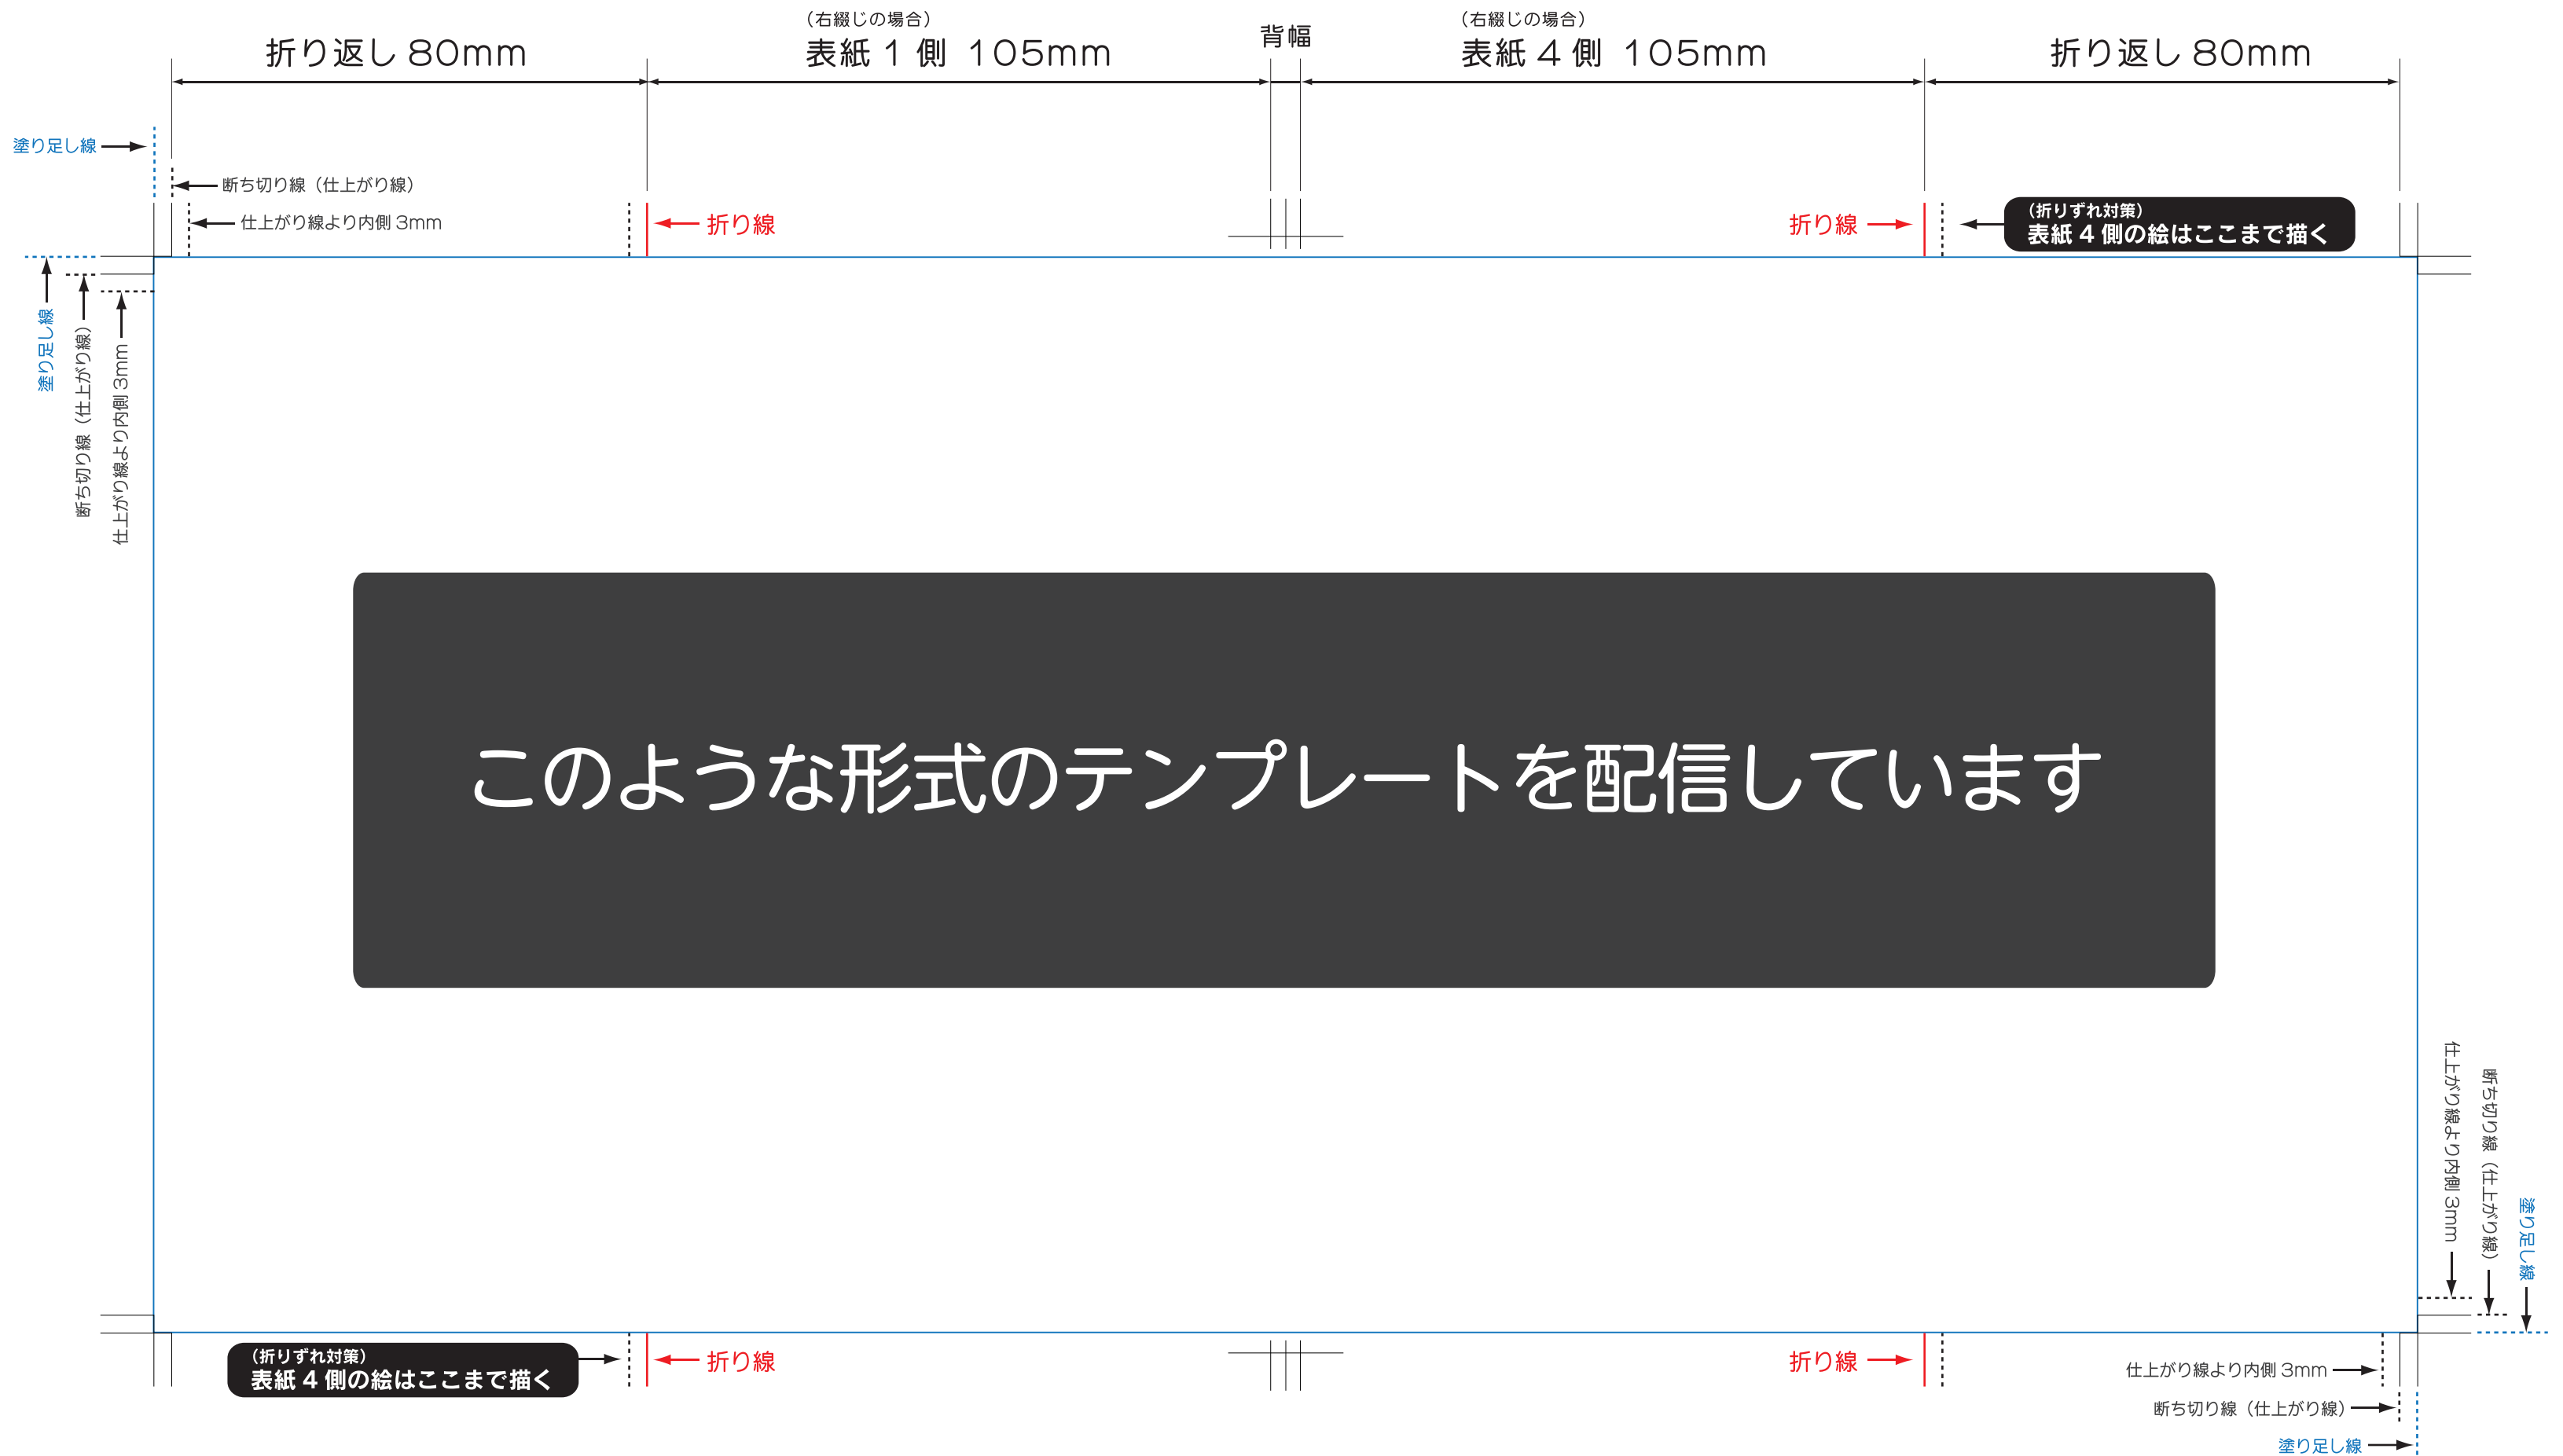 （右綴じの場合）
（右綴じの場合）
折り返し 80mm
表紙 1 側 105mm
背幅
表紙 4 側 105mm
折り返し 80mm
塗り足し線
断ち切り線（仕上がり線）
仕上がり線より内側 3mm
折り線
折り線
（折りずれ対策）
表紙 4 側の絵はここまで描く
塗り足し線
断ち切り線（仕上がり線）
仕上がり線より内側 3mm
このような形式のテンプレートを配信しています
仕上がり線より内側 3mm
断ち切り線（仕上がり線）
塗り足し線
（折りずれ対策）
表紙 4 側の絵はここまで描く
折り線
折り線
仕上がり線より内側 3mm
断ち切り線（仕上がり線）
塗り足し線